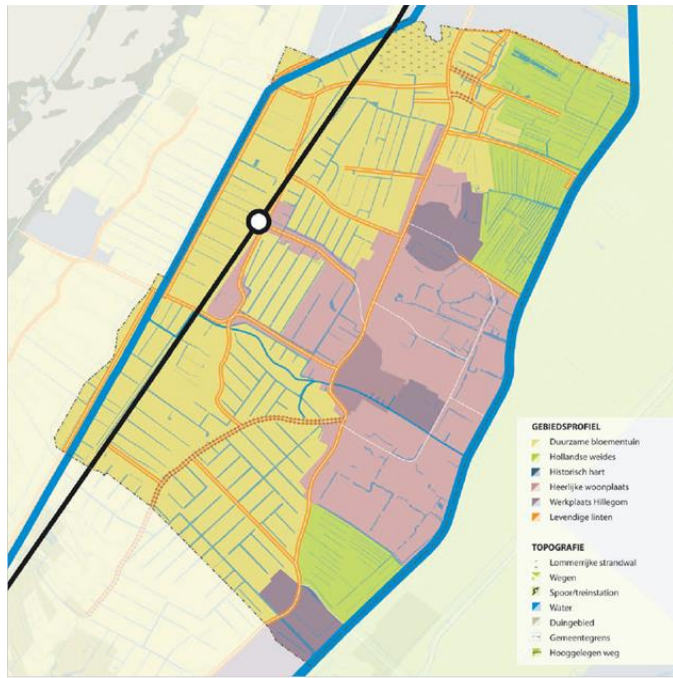 GEBIEDSPROFIEL
Duurzame bloementuin
Hollandse weides
Historisch hart
Heerlijke woonplaats
Werkplaats Hillegom
Levendige linten
TOPOGRAFIE
Lommerrijke strandwal
Wegen
Spoor/treinstation
Water
Duingebied
Gemeentegrens
Hooggelegen weg